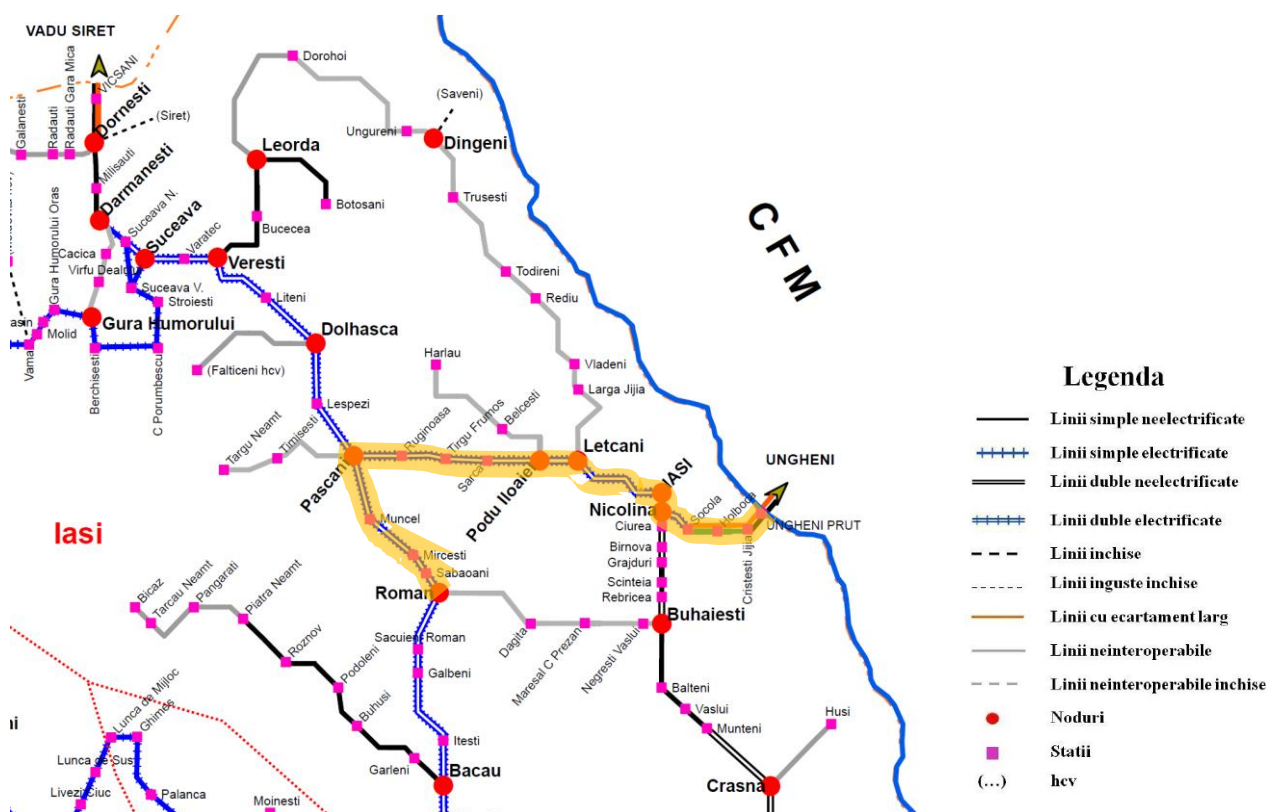 VADU SIRET
VICSANI
Galanesti
Radauti
Radauti Gara Mica
Dornesti
(Siret)
Milisauti
Darmanesti
Suceava N.
Suceava
Varatec
Veresti
Cacica
Virfu Dealului
Gura Humorului Oras
Suceava V.
Stroiesti
Gura Humorului
Molid
Vama
Berchisesti
C Porumbescu
Leorda
Dorohoi
Botosani
Bucecea
Ungureni
(Saveni)
Dingeni
Trusesti
Todireni
Rediu
Vladeni
Larga Jijia
CFM
Liteni
Dolhasca
(Falticeni hcv)
Lespezi
Harlau
Belcesti
Targu Neamt
Timisesti
Pascani
Ruginoasa
Tirgu Frumos
Sarca
Podu Iloaiei
Letcani
IASI
Nicolina
Socola
Holboca
Cristesti Jijia
UNGHENI
UNGHENI PRUT
Ciurea
Birnova
Grajduri
Scinteia
Rebricea
Buhaiesti
Iasi
Muncel
Mircesti
Sabaoani
Roman
Sacuieni Roman
Galbeni
Itesti
Bacau
Dagita
Maresal C Prezan
Negresti Vaslui
Balteni
Vaslui
Munteni
Husi
Crasna
Bicaz
Tarcau Neamt
Pangarati
Piatra Neamt
Roznov
Podoleni
Buhusi
Garleni
Lunca de Mijloc
Ghimes
Lunca de Sus
Livezi Ciuc
Palanca
Moinesti
Legenda
Linii simple neelectrificate
Linii simple electrificate
Linii duble neelectrificate
Linii duble electrificate
Linii inchise
Linii inguste inchise
Linii cu ecartament larg
Linii neinteroperabile
Linii neinteroperabile inchise
Noduri
Statii
(...) hcv